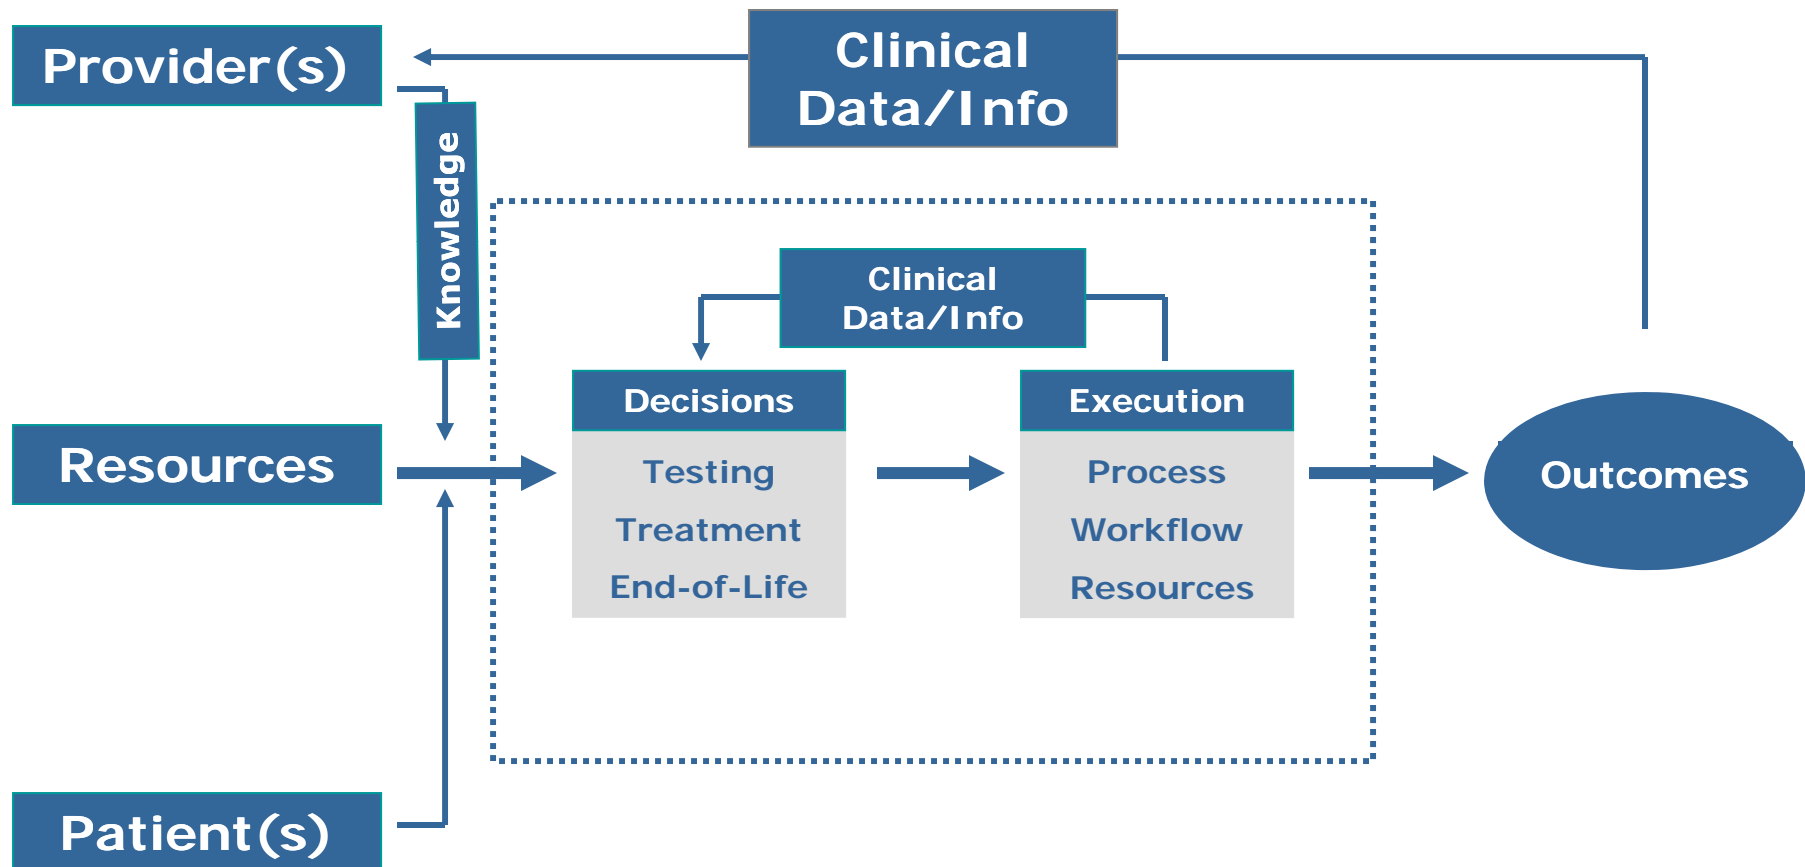 Provider(s)
Clinical
Data/Info
Knowledge
Clinical
Data/Info
Decisions
Execution
Resources
Testing
Treatment
End-of-Life
Process
Workflow
Resources
Outcomes
Patient(s)